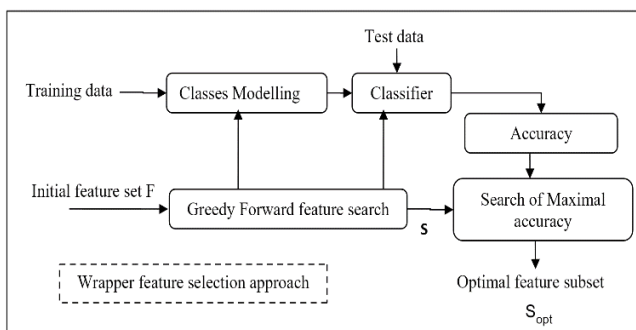 Test data
Training data
Classes Modelling
Classifier
Accuracy
Initial feature set F
Greedy Forward feature search
S
Search of Maximal
accuracy
Wrapper feature selection approach
Optimal feature subset
Sopt